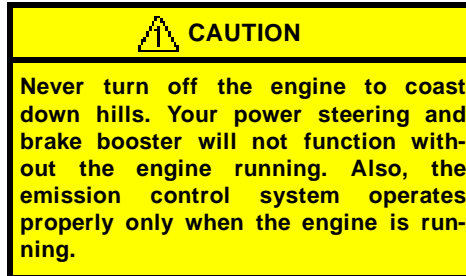 CAUTION
Never turn off the engine to coast
down hills. Your power steering and
brake booster will not function with-
out the engine running. Also, the
emission control system operates
properly only when the engine is run-
ning.